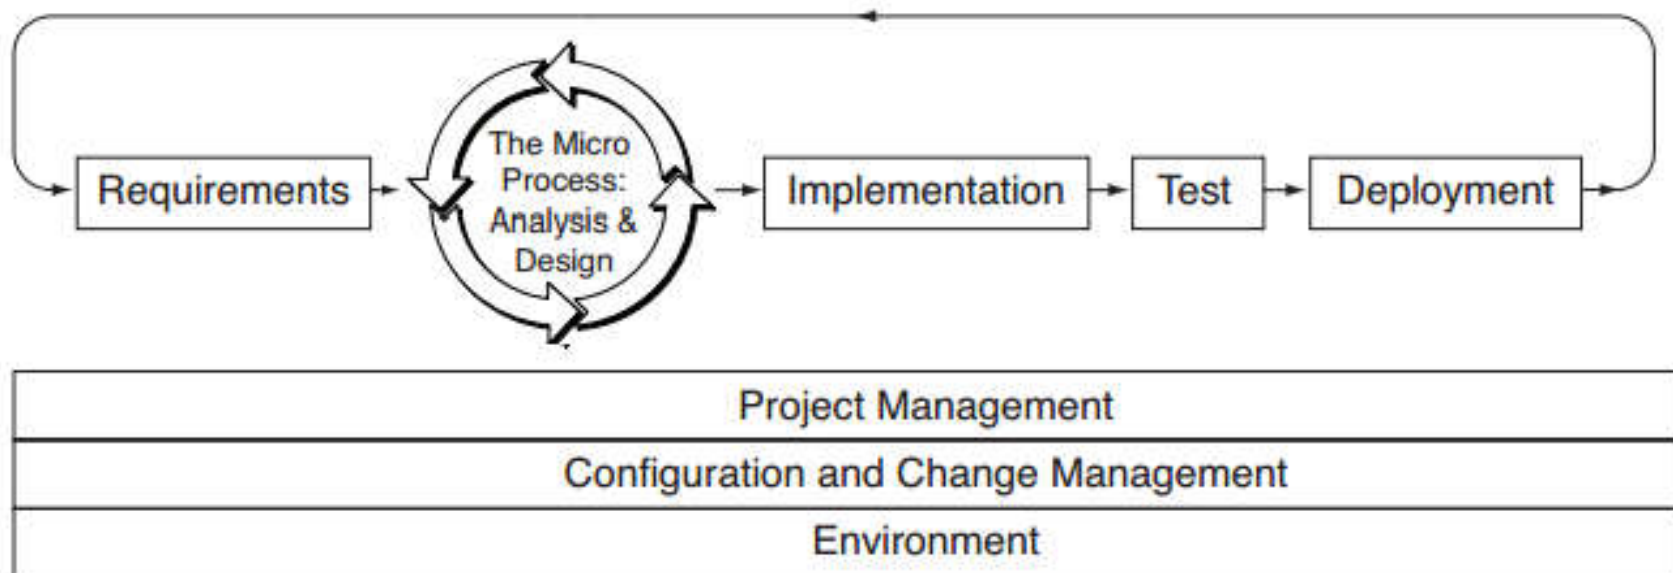 The Micro
Process:
Analysis &
Design
Requirements
Implementation
Test
Deployment
Project Management
Configuration and Change Management
Environment